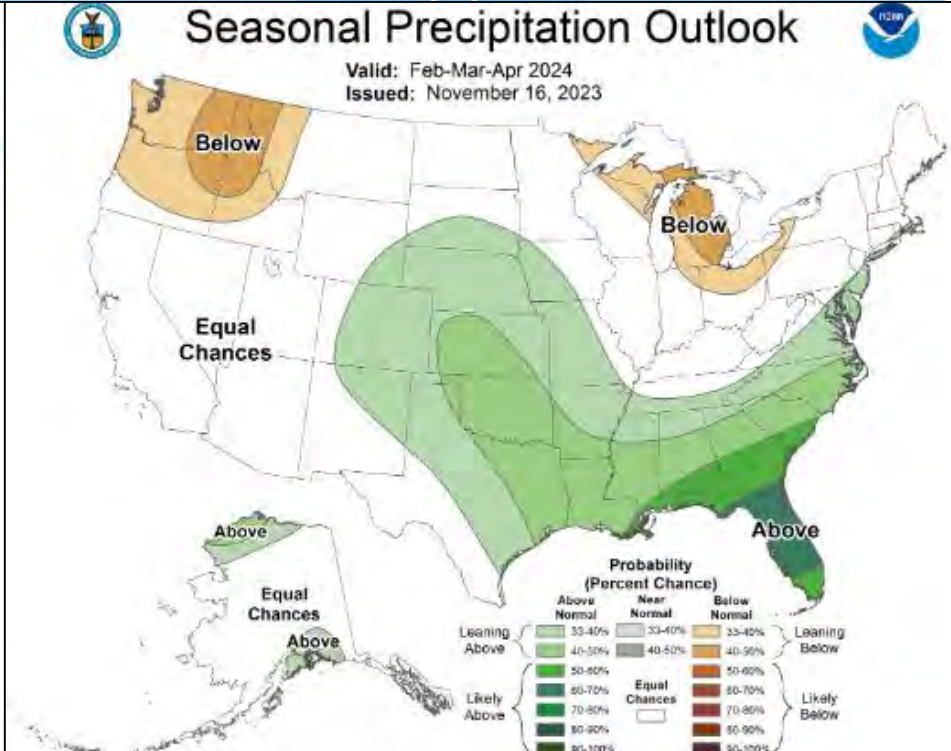 Seasonal Precipitation Outlook
NOAA
Valid: Feb-Mar-Apr 2024
Issued: November 16, 2023
Below
Below
Equal
Chances
Above
Above
Equal
Chances
Above
Probability
(Percent Chance)
Above
Normal
Near
Normal
Below
Normal
Leaning
Above
33-40%
40-50%
33-40%
40-50%
33-40%
40-50%
Leaning
Below
Likely
Above
50-60%
60-70%
70-80%
80-90%
90-100%
Equal
Chances
50-60%
60-70%
70-80%
80-90%
90-100%
Likely
Below